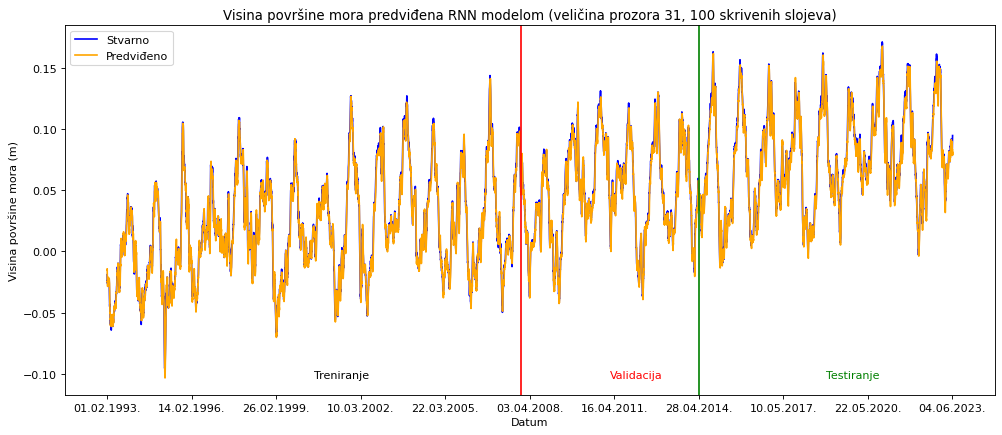 Visina površine mora predviđena RNN modelom (veličina prozora 31, 100 skrivenih slojeva)
Stvarno
Predviđeno
Visina površine mora (m)
0.15
0.10
0.05
0.00
−0.05
−0.10
Treniranje
Validacija
Testiranje
01.02.1993. 14.02.1996. 26.02.1999. 10.03.2002. 22.03.2005. 03.04.2008. 16.04.2011. 28.04.2014. 10.05.2017. 22.05.2020. 04.06.2023.
Datum